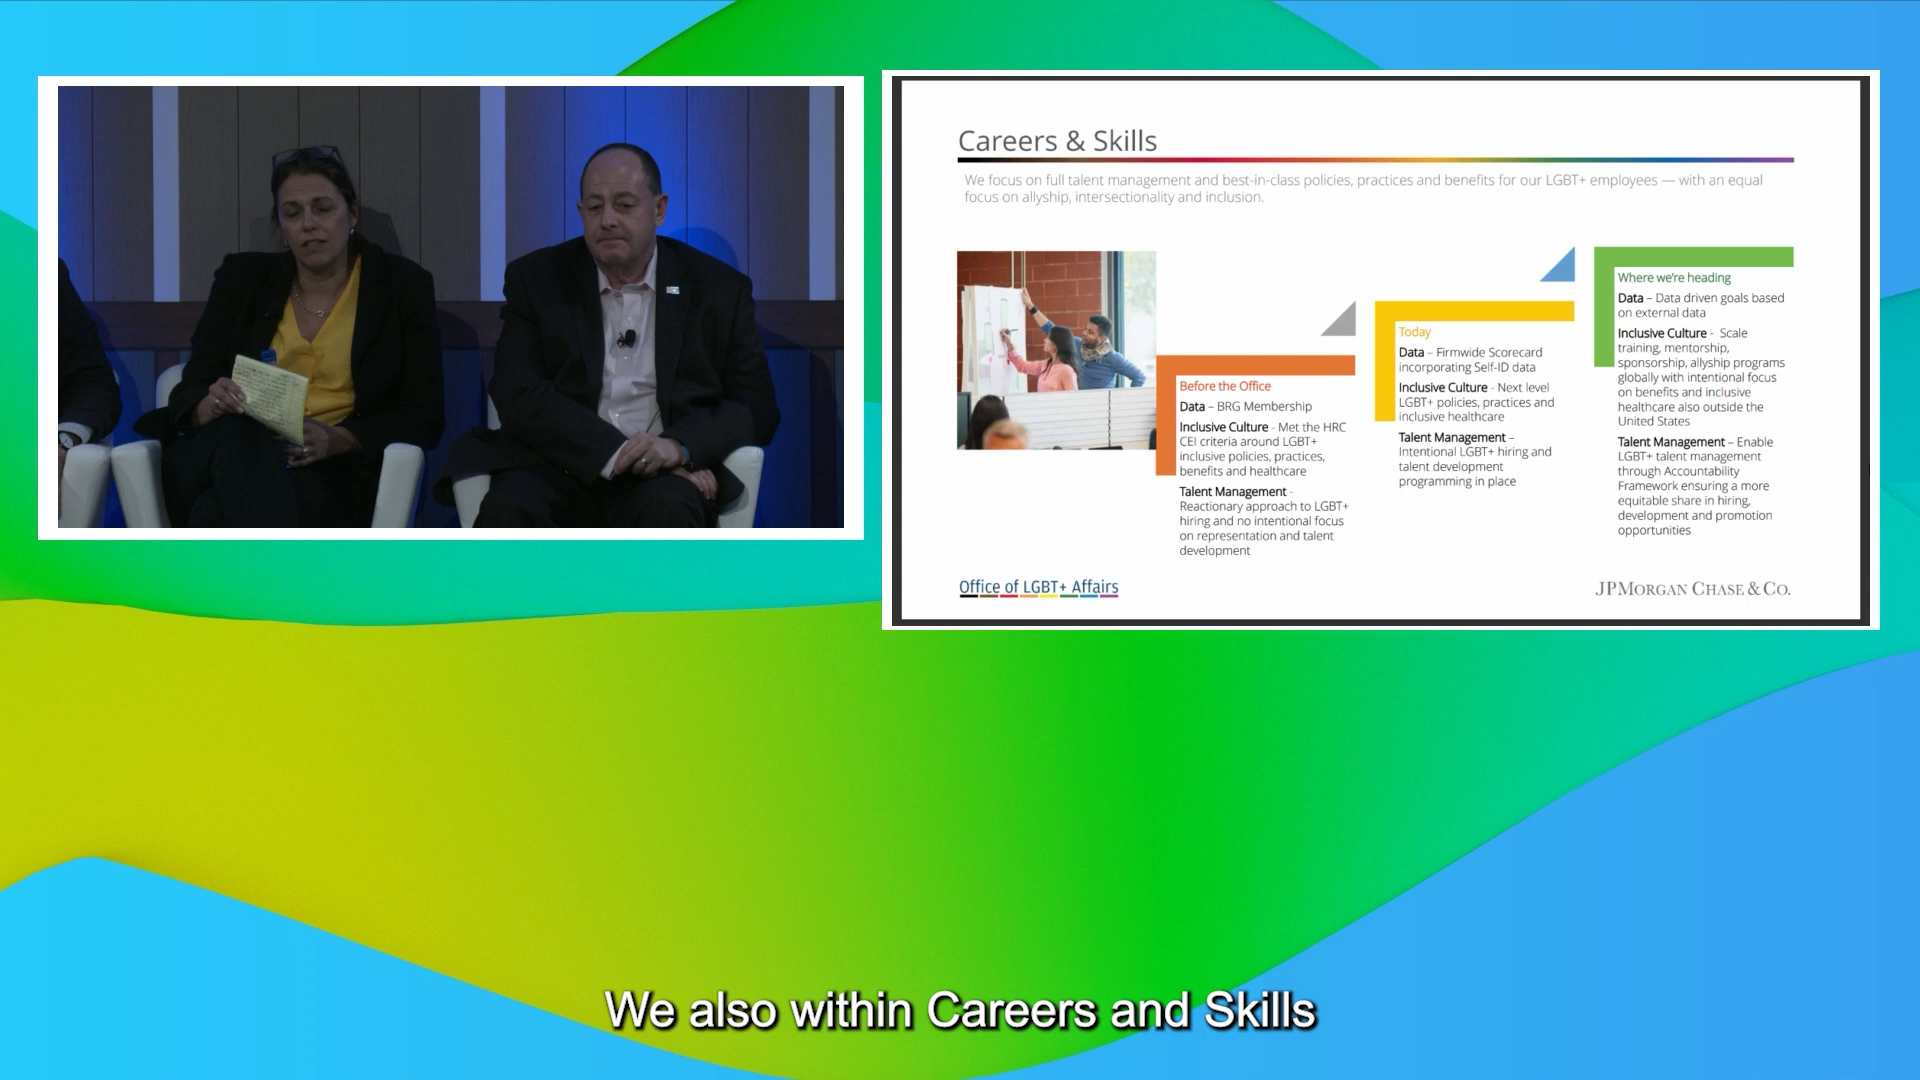 Careers & Skills
We focus on full talent management and best-in-class policies, practices and benefits for our LGBT+ employees — with an equal
focus on allyship, intersectionality and inclusion.
Before the Office
Data – BRG Membership
Inclusive Culture - Met the HRC
CEI criteria around LGBT+
inclusive policies, practices,
benefits and healthcare
Talent Management -
Reactionary approach to LGBT+
hiring and no intentional focus
on representation and talent
development
Today
Data – Firmwide Scorecard
incorporating Self-ID data
Inclusive Culture - Next level
LGBT+ policies, practices and
inclusive healthcare
Talent Management –
Intentional LGBT+ hiring and
talent development
programming in place
Where we're heading
Data – Data driven goals based
on external data
Inclusive Culture - Scale
training, mentorship,
sponsorship, allyship programs
globally with intentional focus
on benefits and inclusive
healthcare also outside the
United States
Talent Management – Enable
LGBT+ talent management
through Accountability
Framework ensuring a more
equitable share in hiring,
development and promotion
opportunities
Office of LGBT+ Affairs
JPMORGAN CHASE & CO.
We also within Careers and Skills